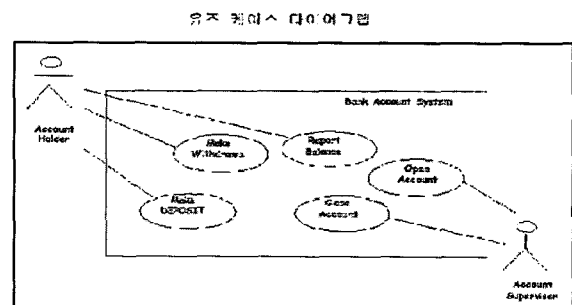 유즈 케이스 다이어그램
Bank Account System
Account
Holder
Make
Withdrawal
Report
Balance
Open
Account
Make
DEPOSIT
Close
Account
Account
Supervisor